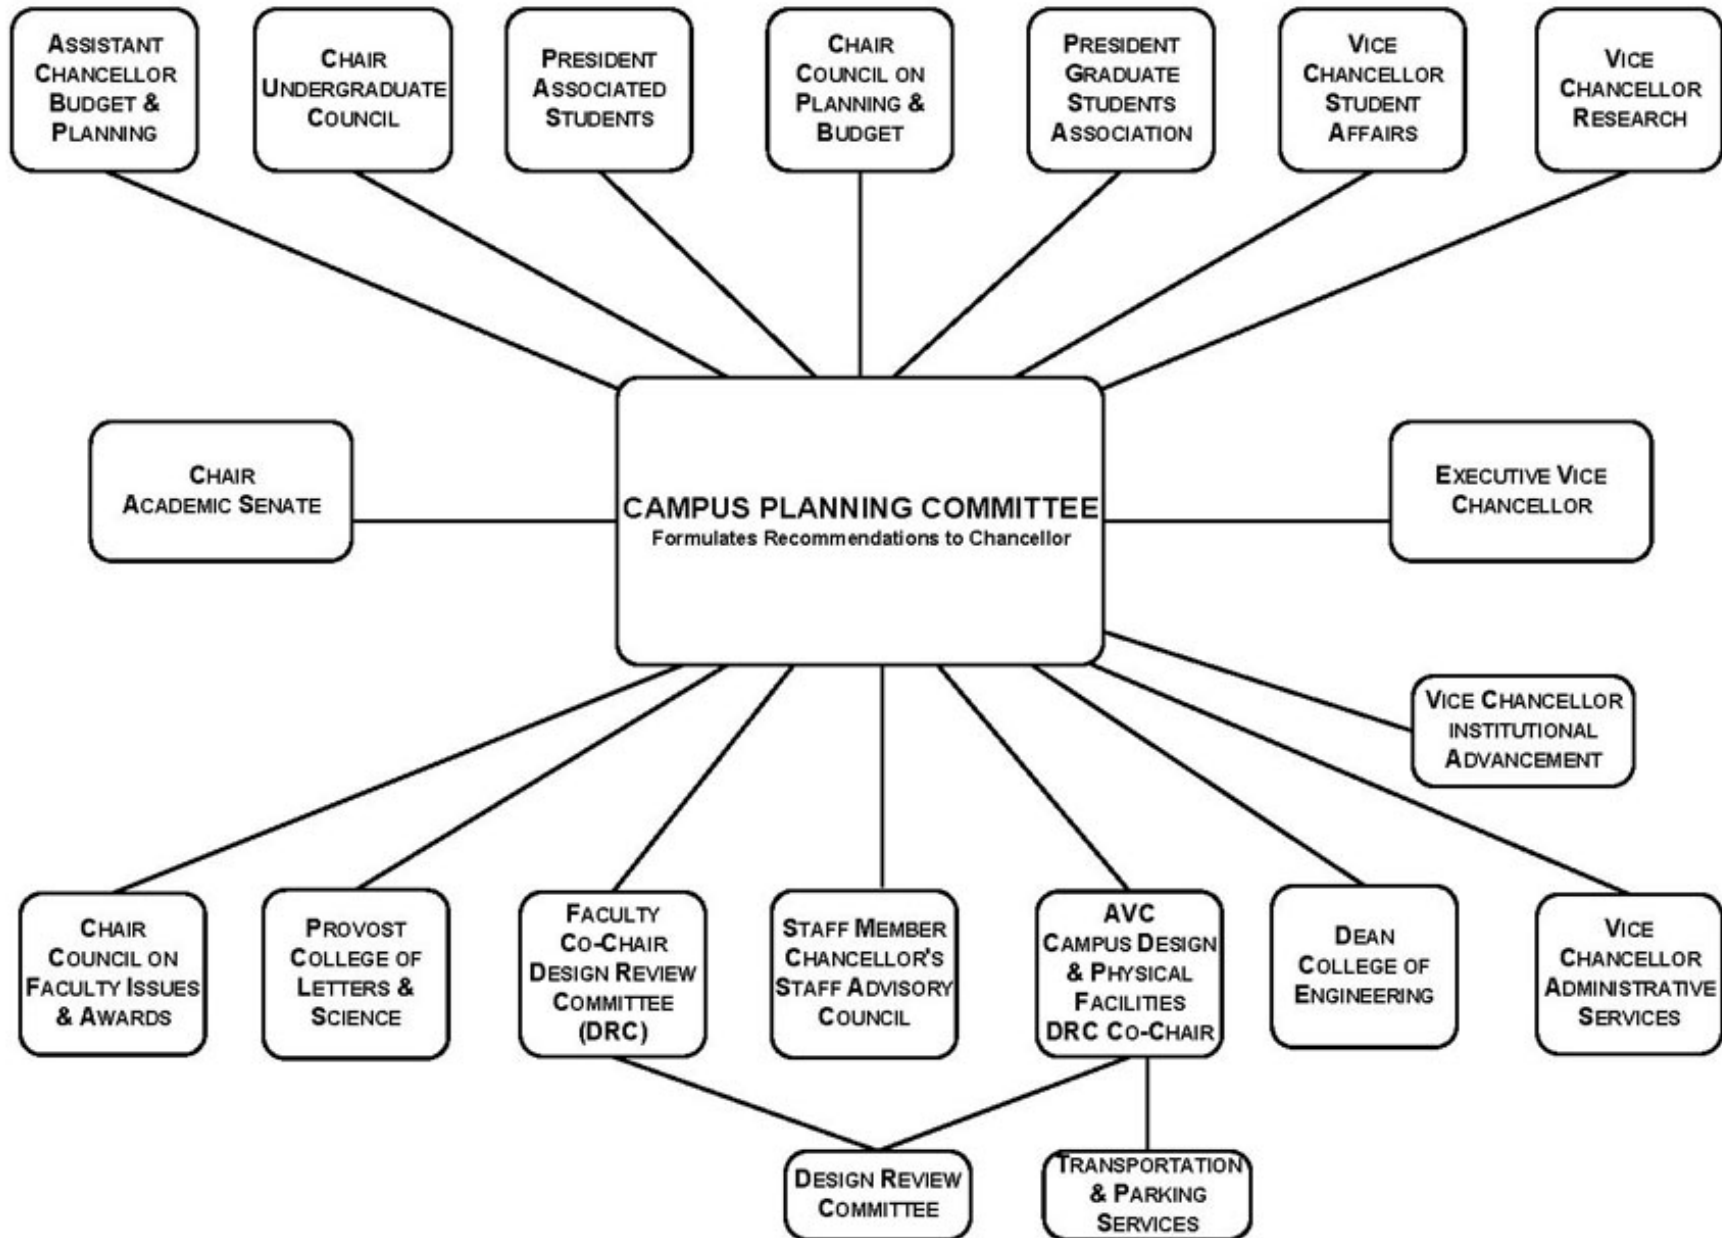 ASSISTANT
CHANCELLOR
BUDGET &
PLANNING
CHAIR
UNDERGRADUATE
COUNCIL
PRESIDENT
ASSOCIATED
STUDENTS
CHAIR
COUNCIL ON
PLANNING &
BUDGET
PRESIDENT
GRADUATE
STUDENTS
ASSOCIATION
VICE
CHANCELLOR
STUDENT
AFFAIRS
VICE
CHANCELLOR
RESEARCH
CHAIR
ACADEMIC SENATE
CAMPUS PLANNING COMMITTEE
Formulates Recommendations to Chancellor
EXECUTIVE VICE
CHANCELLOR
VICE CHANCELLOR
INSTITUTIONAL
ADVANCEMENT
CHAIR
COUNCIL ON
FACULTY ISSUES
& AWARDS
PROVOST
COLLEGE OF
LETTERS &
SCIENCE
FACULTY
CO-CHAIR
DESIGN REVIEW
COMMITTEE
(DRC)
STAFF MEMBER
CHANCELLOR'S
STAFF ADVISORY
COUNCIL
AVC
CAMPUS DESIGN
& PHYSICAL
FACILITIES
DRC CO-CHAIR
DEAN
COLLEGE OF
ENGINEERING
VICE
CHANCELLOR
ADMINISTRATIVE
SERVICES
DESIGN REVIEW
COMMITTEE
TRANSPORTATION
& PARKING
SERVICES